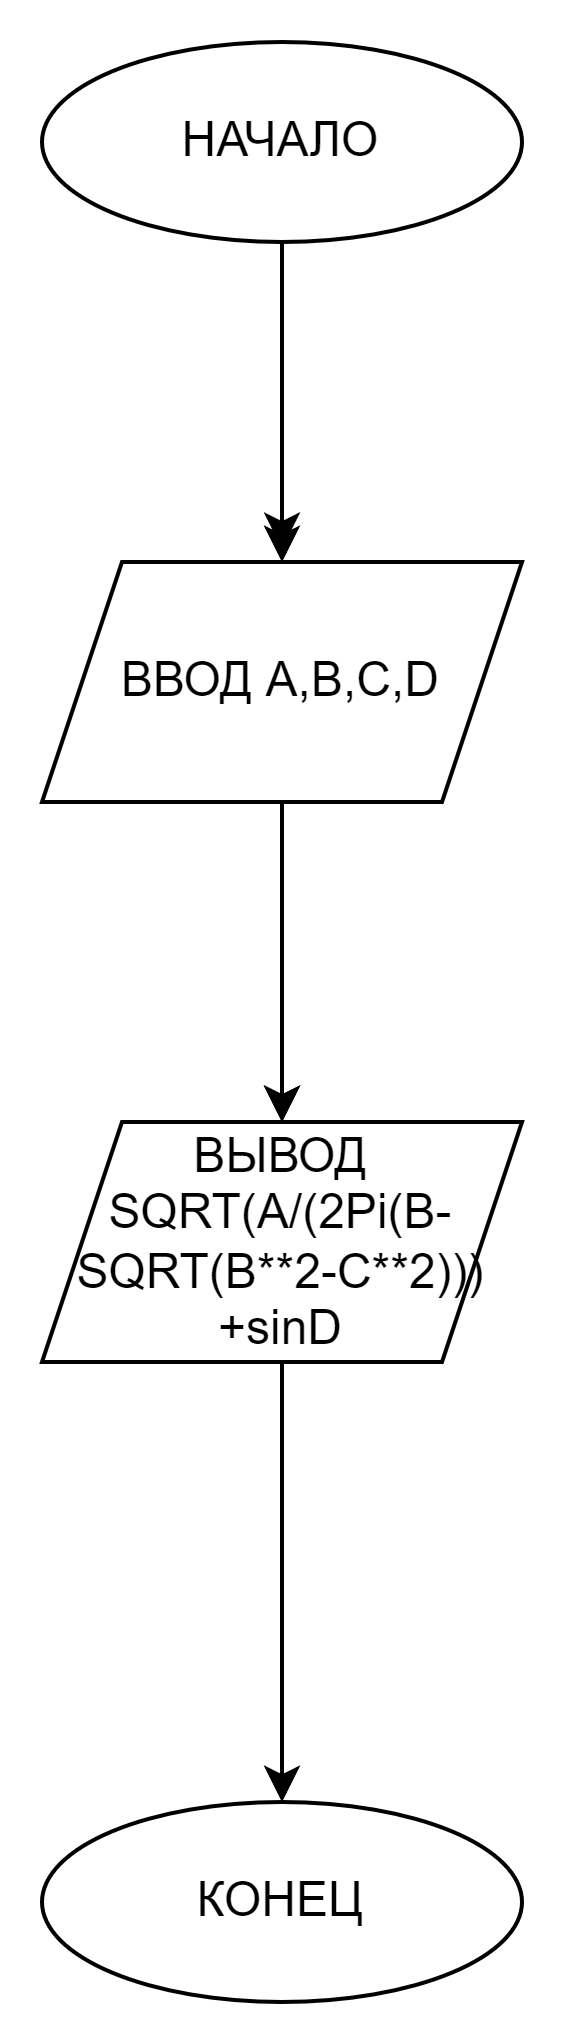 НАЧАЛО
ВВОД A,B,C,D
ВЫВОД
SQRT(A/(2Pi(B-
SQRT(B**2-C**2)))
+sinD
КОНЕЦ